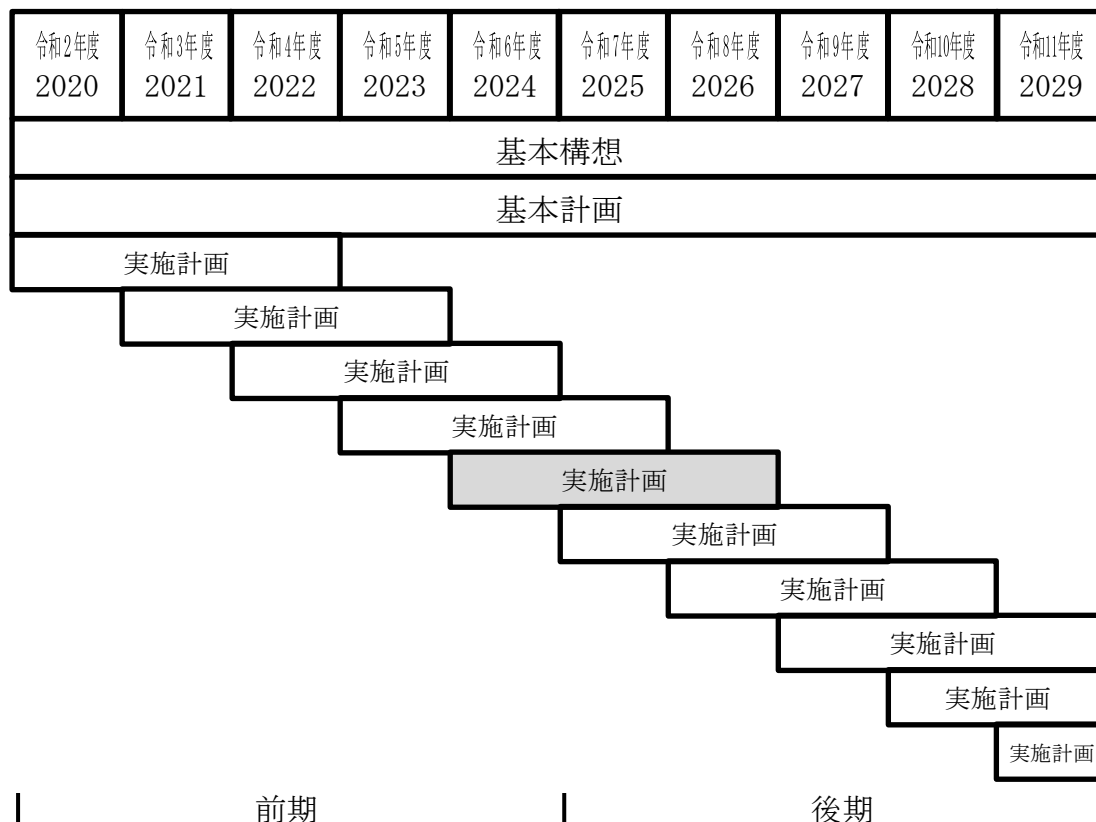 令和2年度 令和3年度 令和4年度 令和5年度 令和6年度 令和7年度 令和8年度 令和9年度 令和10年度 令和11年度
2020 2021 2022 2023 2024 2025 2026 2027 2028 2029
基本構想
基本計画
実施計画
実施計画
実施計画
実施計画
実施計画
実施計画
実施計画
実施計画
実施計画
実施計画
前期 後期